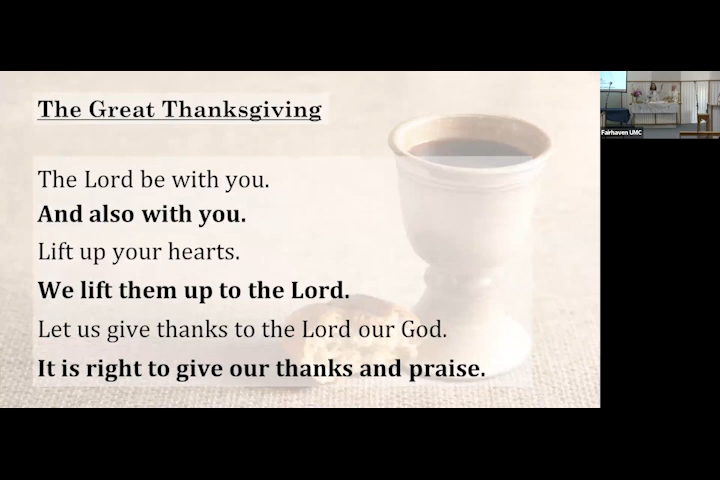 The Great Thanksgiving
The Lord be with you.
And also with you.
Lift up your hearts.
We lift them up to the Lord.
Let us give thanks to the Lord our God.
It is right to give our thanks and praise.
Fairhaven UMC